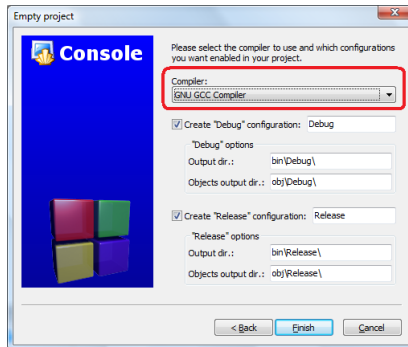 Empty project
Console
Please select the compiler to use and which configurations
you want enabled in your project.
Compiler:
GNU GCC Compiler
Create "Debug" configuration: Debug
"Debug" options
Output dir.: bin\Debug\
Objects output dir.: obj\Debug\
Create "Release" configuration: Release
"Release" options
Output dir.: bin\Release\
Objects output dir.: obj\Release\
< Back Finish Cancel